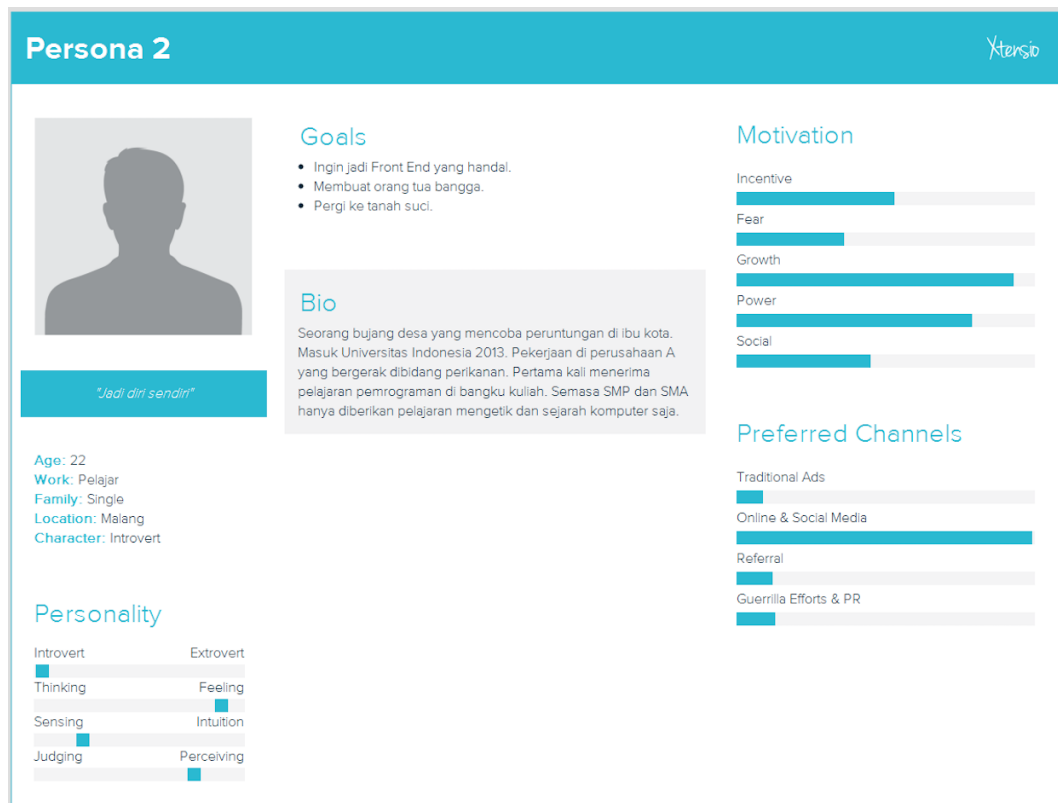 Persona 2
Xtensio
"Jadi diri sendiri"
Age: 22
Work: Pelajar
Family: Single
Location: Malang
Character: Introvert
Personality
Introvert Extrovert
Thinking Feeling
Sensing Intuition
Judging Perceiving
Goals
• Ingin jadi Front End yang handal.
• Membuat orang tua bangga.
• Pergi ke tanah suci.
Bio
Seorang bujang desa yang mencoba peruntungan di ibu kota.
Masuk Universitas Indonesia 2013. Pekerjaan di perusahaan A
yang bergerak dibidang perikanan. Pertama kali menerima
pelajaran pemrograman di bangku kuliah. Semasa SMP dan SMA
hanya diberikan pelajaran mengetik dan sejarah komputer saja.
Motivation
Incentive
Fear
Growth
Power
Social
Preferred Channels
Traditional Ads
Online & Social Media
Referral
Guerrilla Efforts & PR